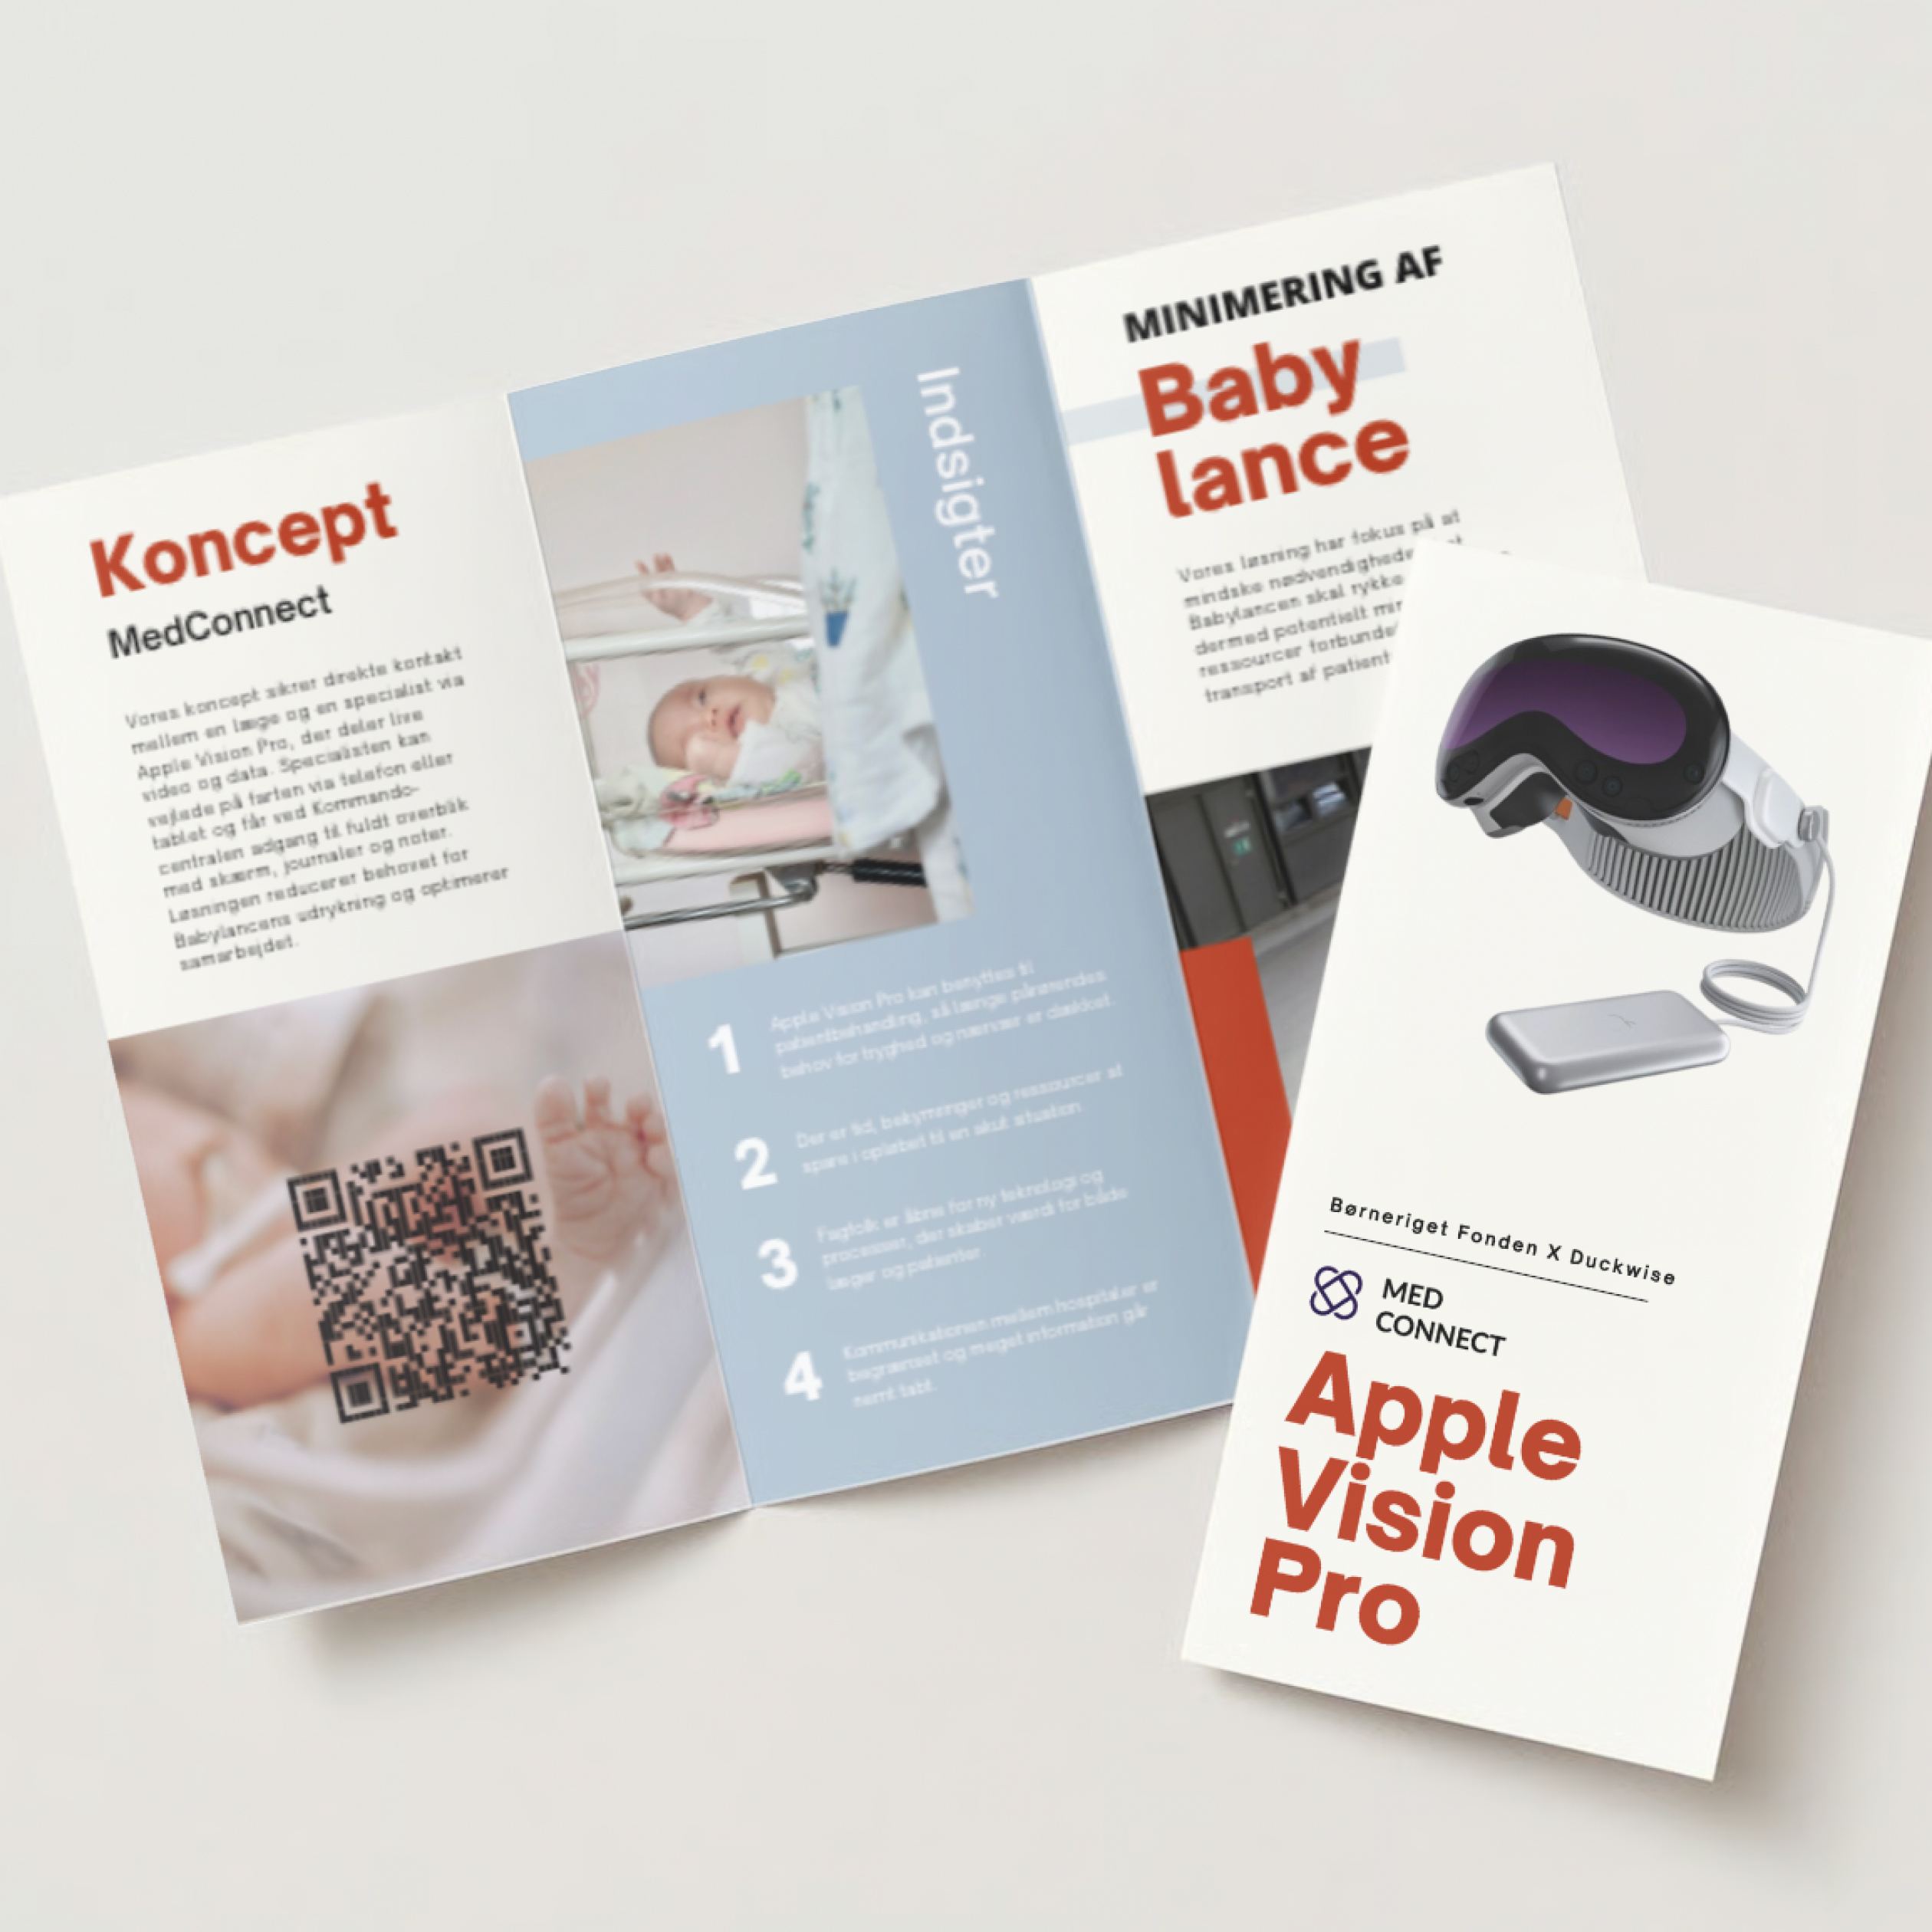 Koncept
MedConnect
Vores koncept sikrer direkte kontakt
mellem en læge og en specialist via
Apple Vision Pro, der deler live
video og data. Specialisten kan
vejlede på farten via telefon eller
tablet og får ved Kommando-
centralen adgang til fuldt overblik
med skærm, journaler og noter.
Løsningen reducerer behovet for
Babylancens udrykning og optimerer
samarbejdet.
Indsigter
1
Apple Vision Pro kan benyttes til
patientbehandling, så længe pårørendes
behov for tryghed og nærvær er dækket.
2
Der er tid, bekymringer og ressourcer at
spare i opløbet til en akut situation.
3
Fagfolk er åbne for ny teknologi og
processer, der skaber værdi for både
læger og patienter.
4
Kommunikationen mellem hospitaler er
begrænset og meget information går
nemt tabt.
MINIMERING AF
Baby
lance
Vores løsning har fokus på at
mindske
Babylancen skal rykke
dermed potentielt
ressourcer
transport af
Børneriget Fonden X Duckwise
MED
CONNECT
Apple
Vision
Pro